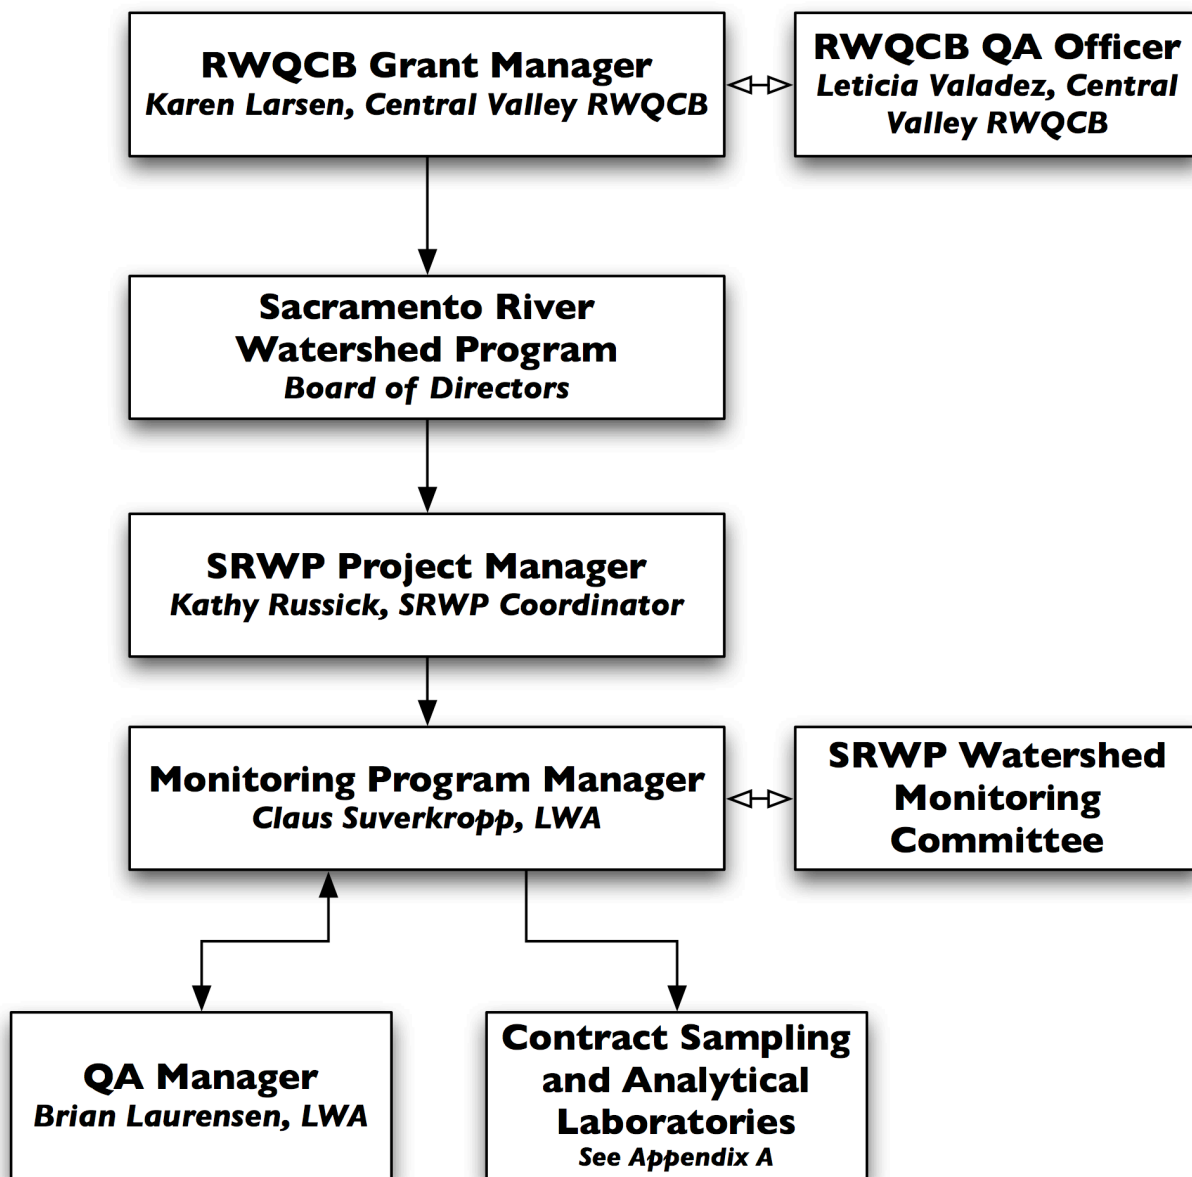 RWQCB Grant Manager
Karen Larsen, Central Valley RWQCB
RWQCB QA Officer
Leticia Valadez, Central
Valley RWQCB
Sacramento River
Watershed Program
Board of Directors
SRWP Project Manager
Kathy Russick, SRWP Coordinator
Monitoring Program Manager
Claus Suverkropp, LWA
SRWP Watershed
Monitoring
Committee
QA Manager
Brian Laurensen, LWA
Contract Sampling
and Analytical
Laboratories
See Appendix A